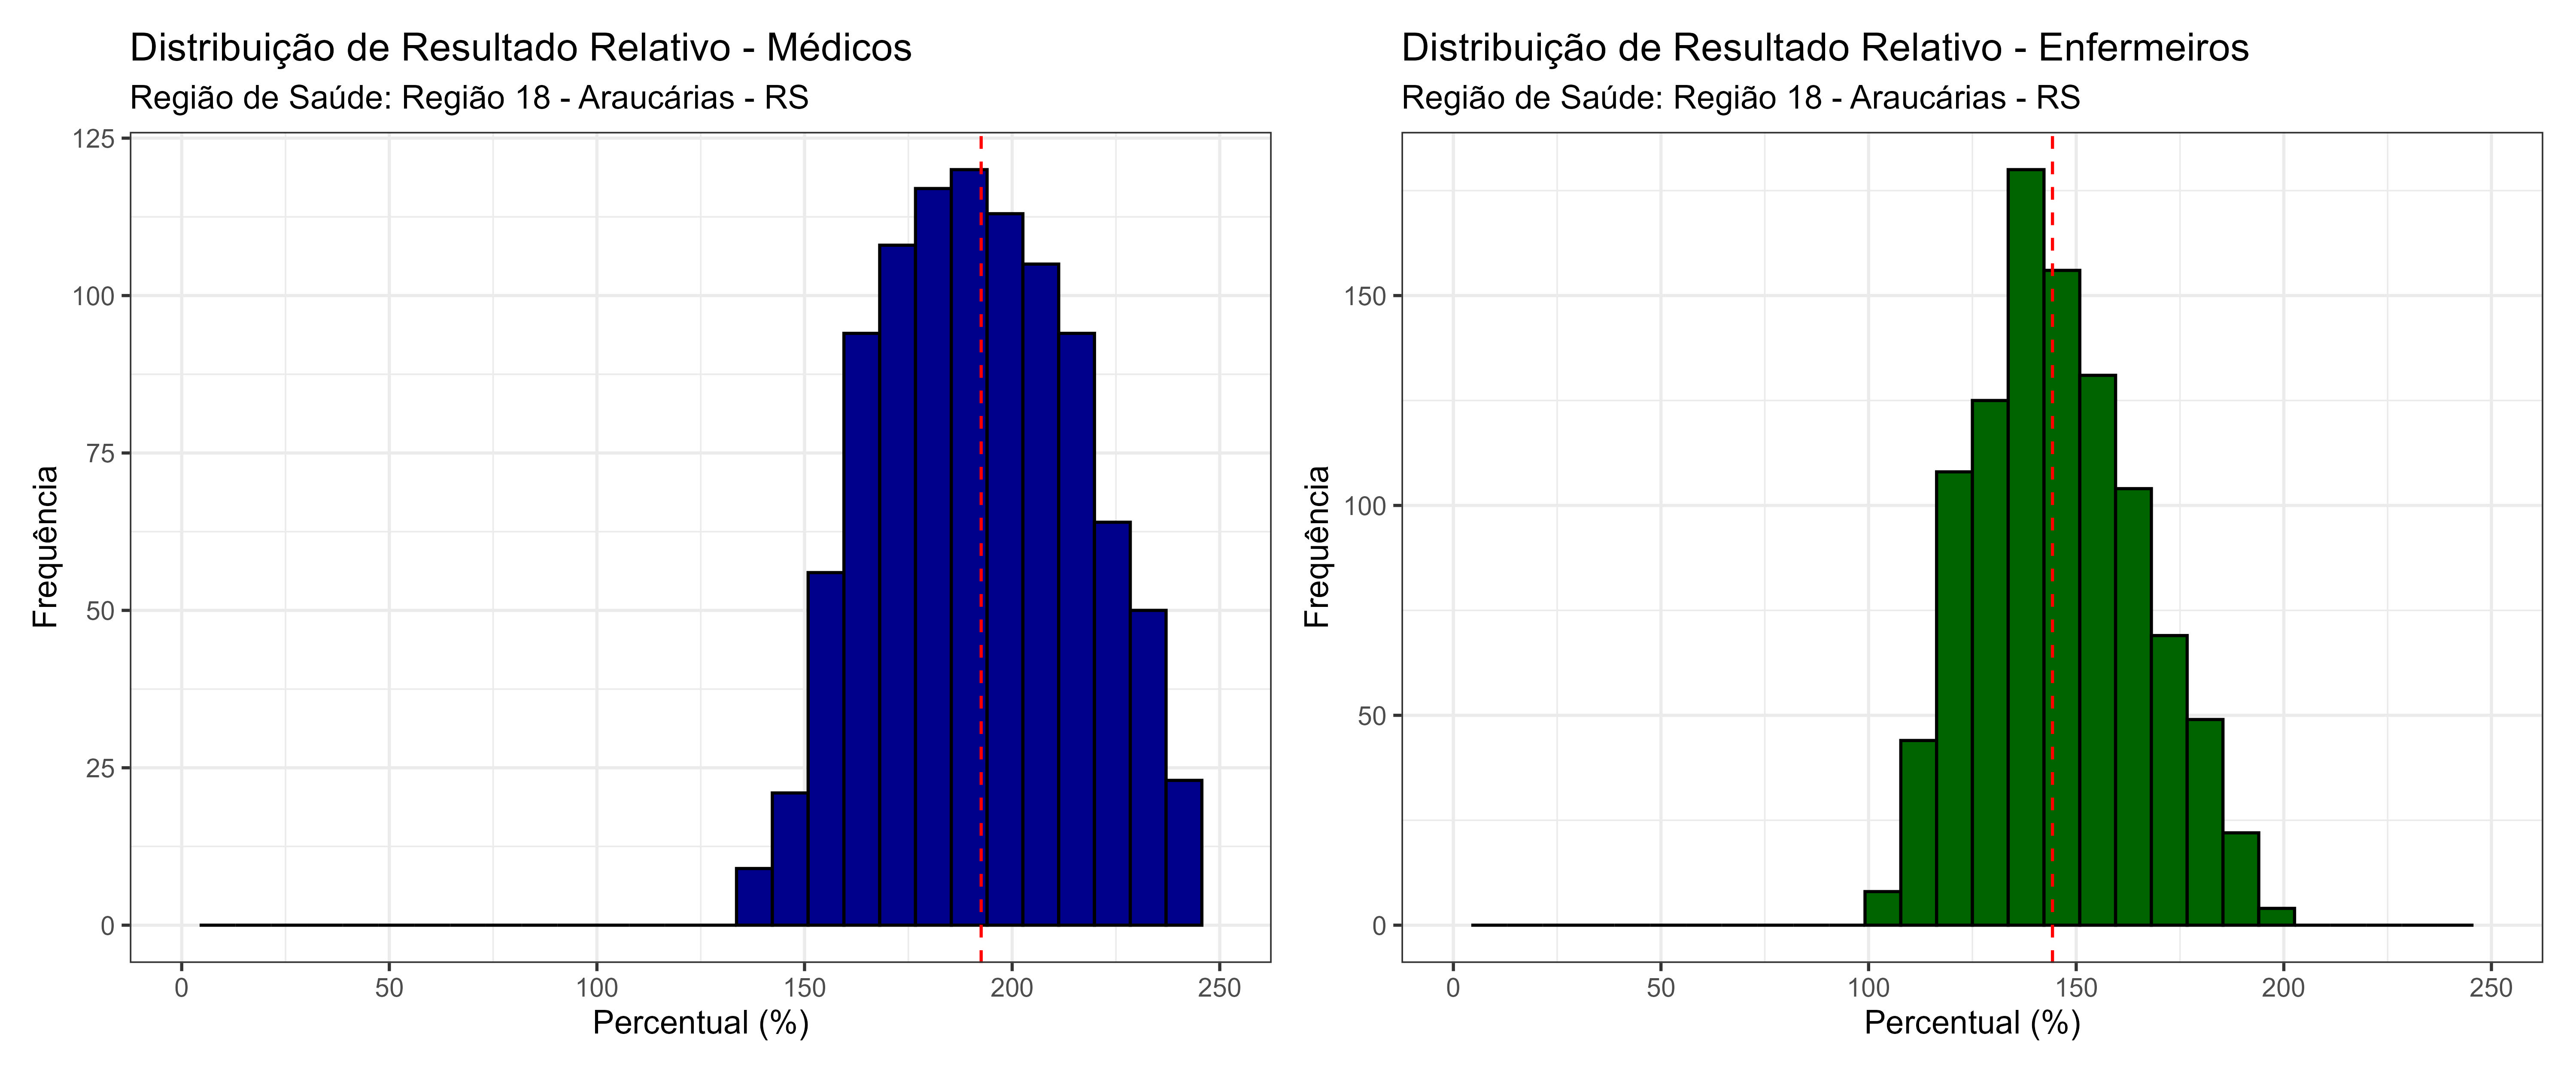 Distribuição de Resultado Relativo - Médicos
Região de Saúde: Região 18 - Araucárias - RS
125
100
75
50
25
0
Frequência
0 50 100 150 200 250
Percentual (%)
Distribuição de Resultado Relativo - Enfermeiros
Região de Saúde: Região 18 - Araucárias - RS
150
100
50
0
Frequência
0 50 100 150 200 250
Percentual (%)